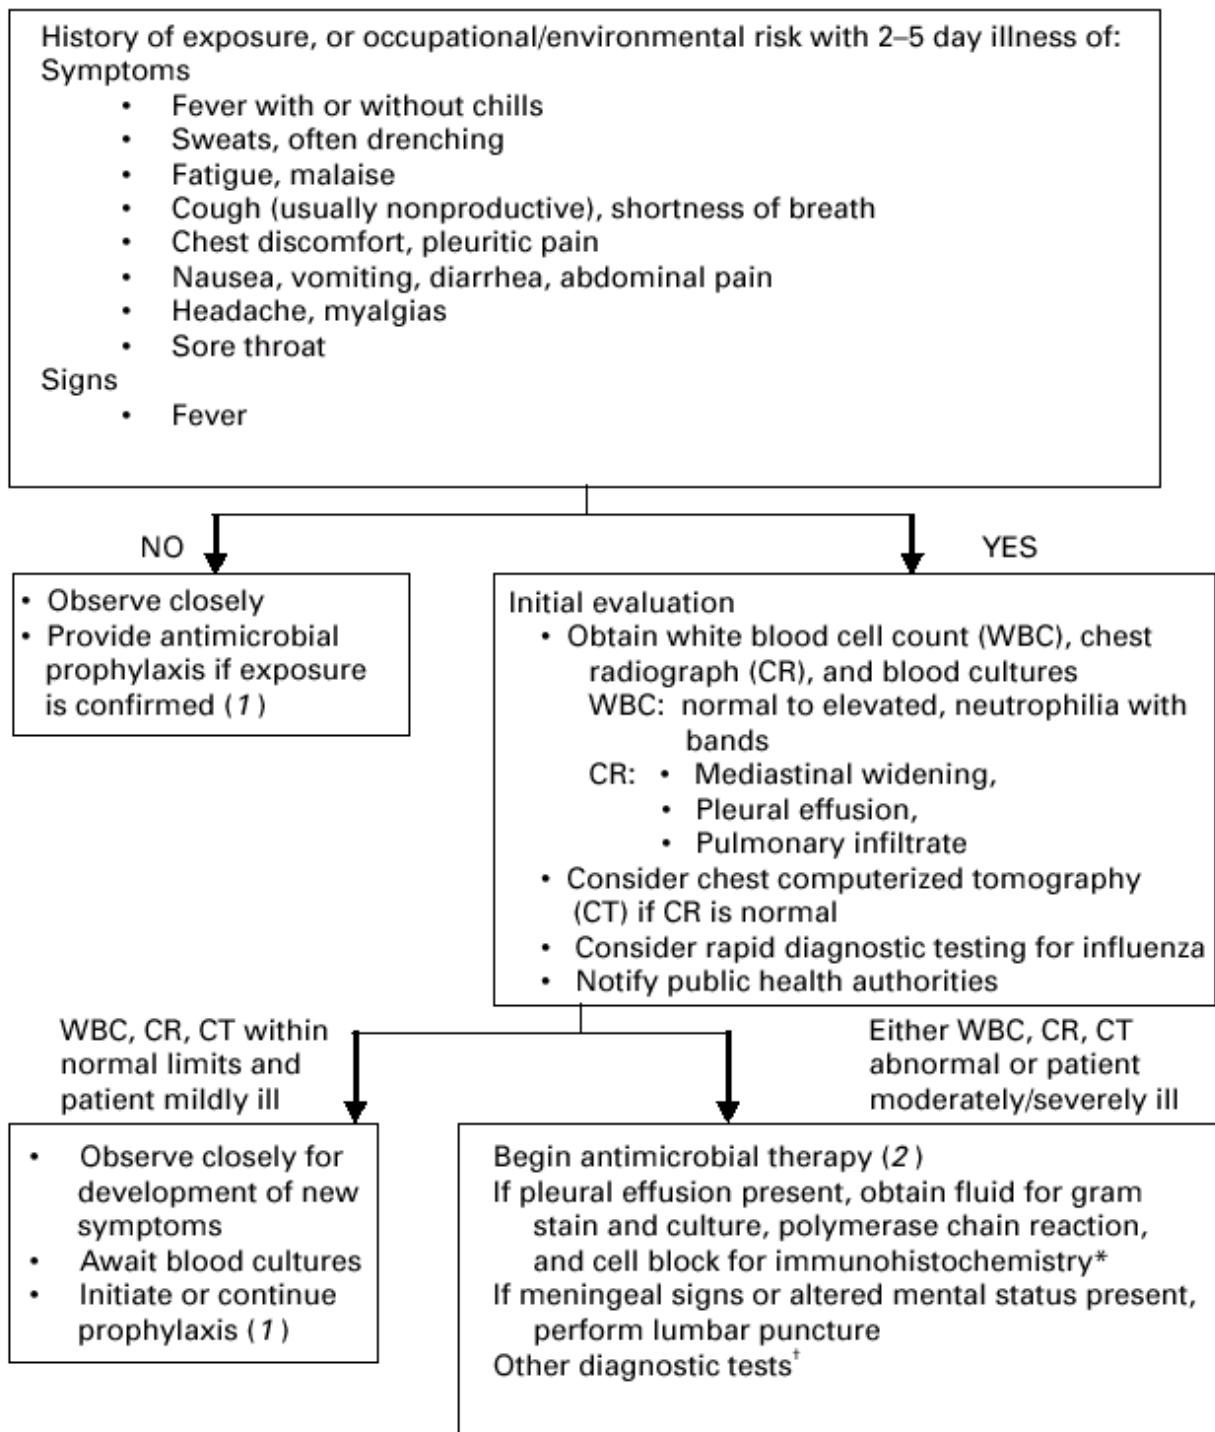 History of exposure, or occupational/environmental risk with 2–5 day illness of:
Symptoms
• Fever with or without chills
• Sweats, often drenching
• Fatigue, malaise
• Cough (usually nonproductive), shortness of breath
• Chest discomfort, pleuritic pain
• Nausea, vomiting, diarrhea, abdominal pain
• Headache, myalgias
• Sore throat
Signs
• Fever
NO
YES
• Observe closely
• Provide antimicrobial
prophylaxis if exposure
is confirmed (1)
Initial evaluation
• Obtain white blood cell count (WBC), chest
radiograph (CR), and blood cultures
WBC: normal to elevated, neutrophilia with
bands
CR: • Mediastinal widening,
• Pleural effusion,
• Pulmonary infiltrate
• Consider chest computerized tomography
(CT) if CR is normal
• Consider rapid diagnostic testing for influenza
• Notify public health authorities
WBC, CR, CT within
normal limits and
patient mildly ill
Either WBC, CR, CT
abnormal or patient
moderately/severely ill
• Observe closely for
development of new
symptoms
• Await blood cultures
• Initiate or continue
prophylaxis (1)
Begin antimicrobial therapy (2)
If pleural effusion present, obtain fluid for gram
stain and culture, polymerase chain reaction,
and cell block for immunohistochemistry*
If meningeal signs or altered mental status present,
perform lumbar puncture
Other diagnostic tests†